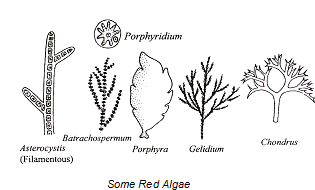 Porphyridium
Asterocystis
(Filamentous)
Batrachospermum
Porphyra
Gelidium
Chondrus
Some Red Algae